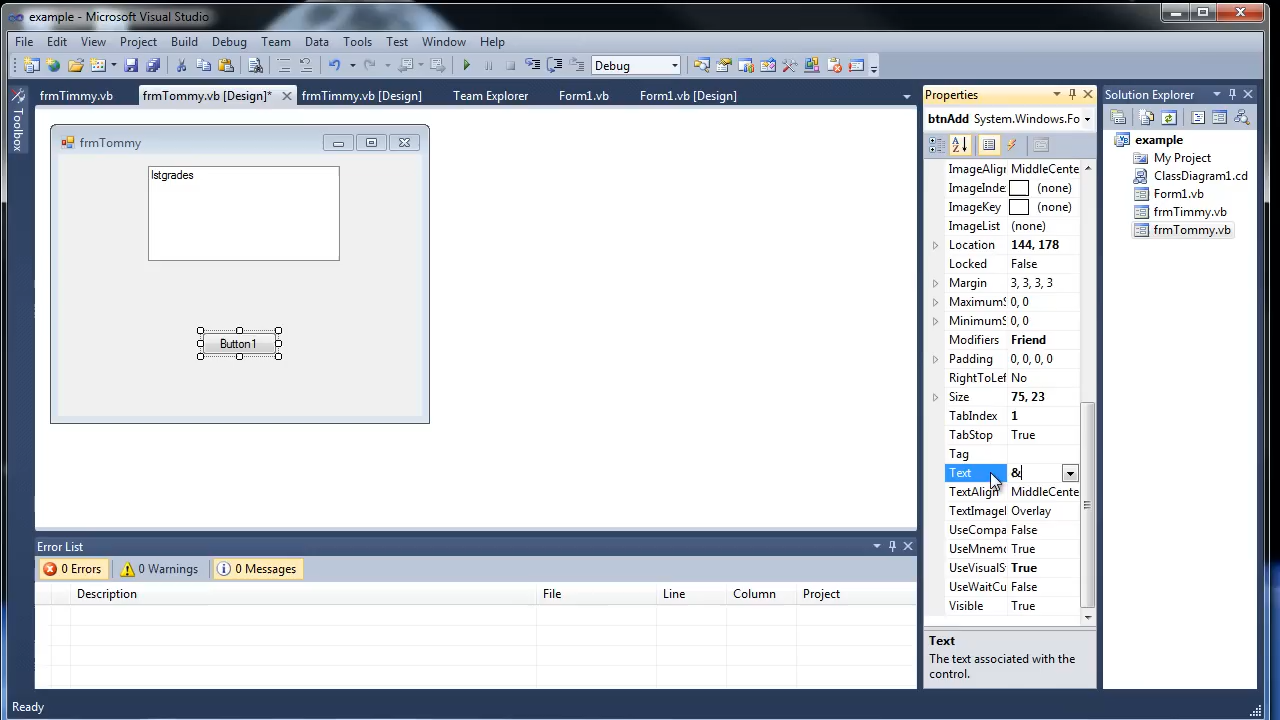 example - Microsoft Visual Studio
File Edit View Project Build Debug Team Data Tools Test Window Help
Debug
Toolbox
frmTimmy.vb frmTommy.vb [Design]* frmTimmy.vb [Design] Team Explorer Form1.vb Form1.vb [Design]
frmTommy
lstgrades
Button1
Error List
0 Errors 0 Warnings 0 Messages
Description File Line Column Project
Properties
btnAdd System.Windows.Fo
ImageAlign MiddleCente
ImageInde (none)
ImageKey (none)
ImageList (none)
Location 144, 178
Locked False
Margin 3, 3, 3, 3
MaximumS 0, 0
MinimumS 0, 0
Modifiers Friend
Padding 0, 0, 0, 0
RightToLef No
Size 75, 23
TabIndex 1
TabStop True
Tag
Text &
TextAlign MiddleCente
TextImageI Overlay
UseCompa False
UseMnemo True
UseVisualSt True
UseWaitCu False
Visible True
Text
The text associated with the
control.
Solution Explorer
example
My Project
ClassDiagram1.cd
Form1.vb
frmTimmy.vb
frmTommy.vb
Ready